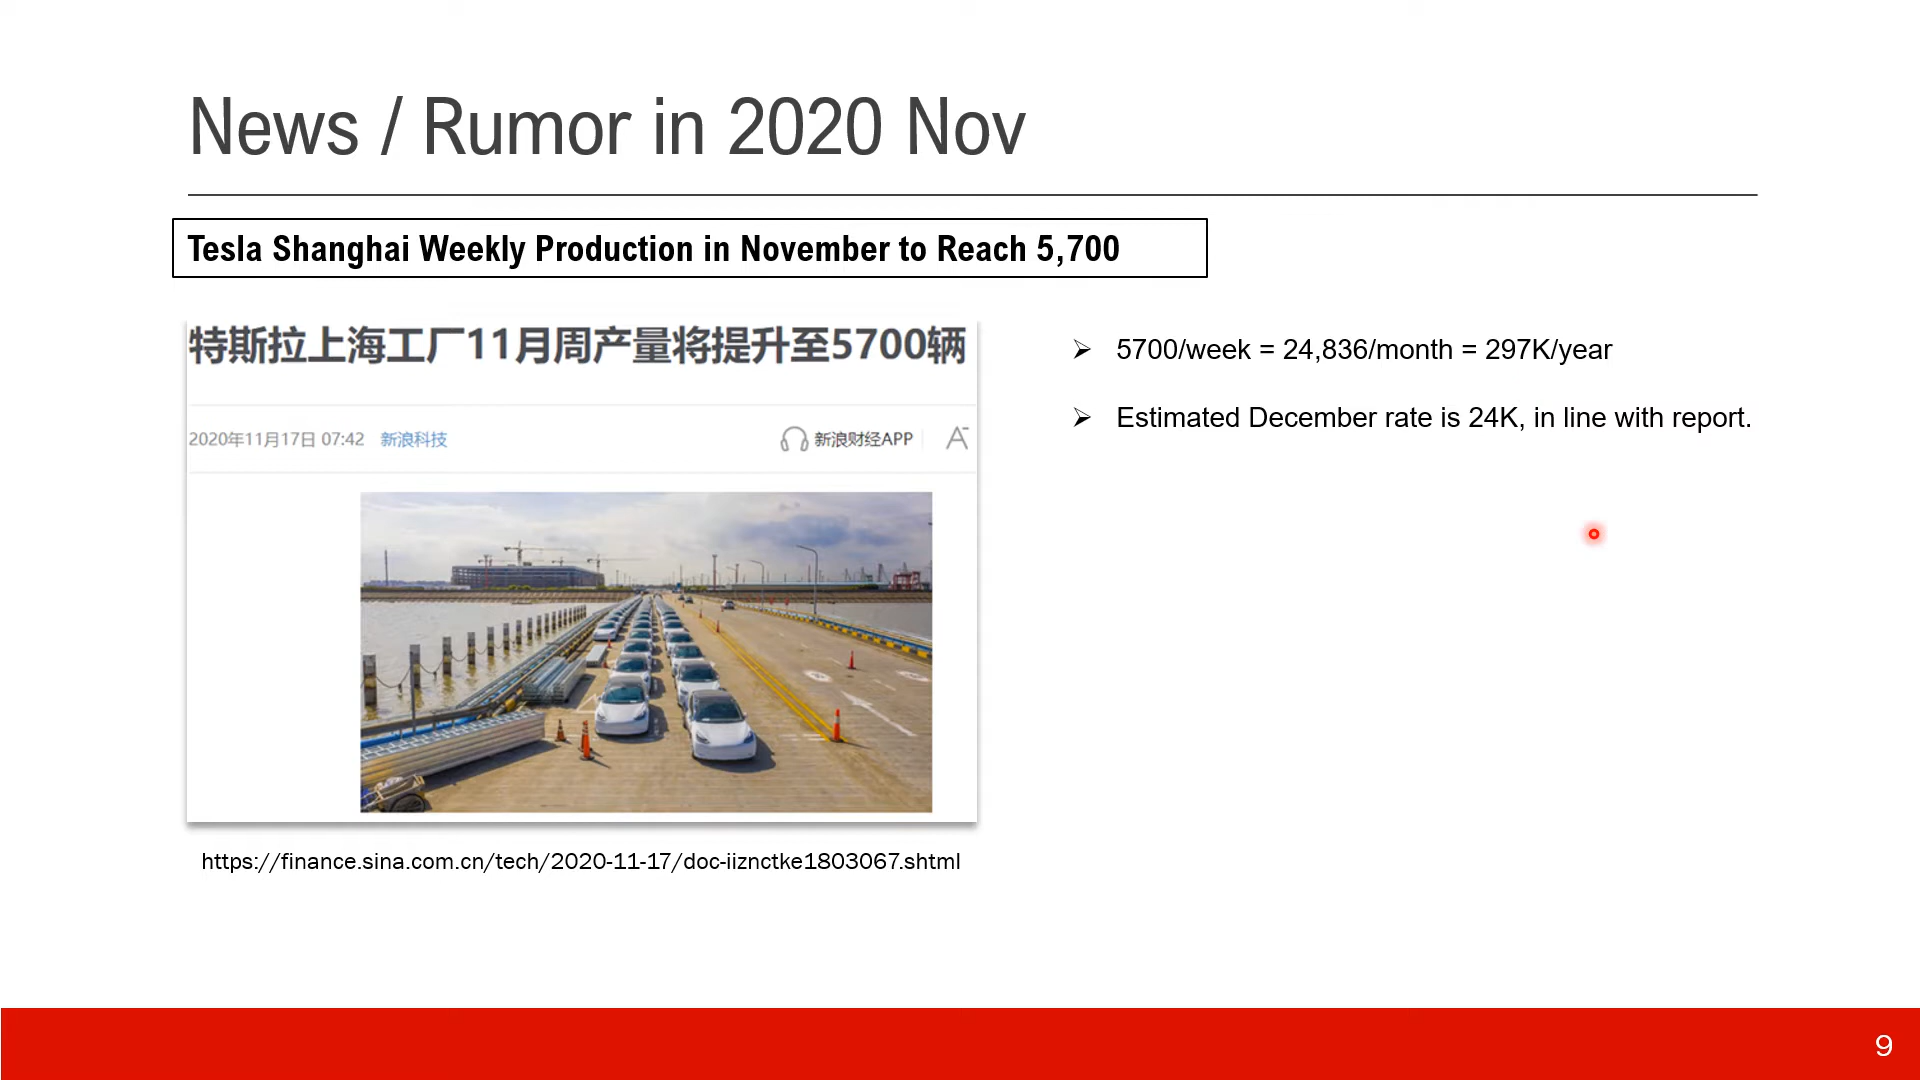 News / Rumor in 2020 Nov
Tesla Shanghai Weekly Production in November to Reach 5,700
特斯拉上海工厂11月周产量将提升至5700辆
2020年11月17日 07:42 新浪科技 新浪财经APP A
https://finance.sina.com.cn/tech/2020-11-17/doc-iiznctke1803067.shtml
5700/week = 24,836/month = 297K/year
Estimated December rate is 24K, in line with report.
9